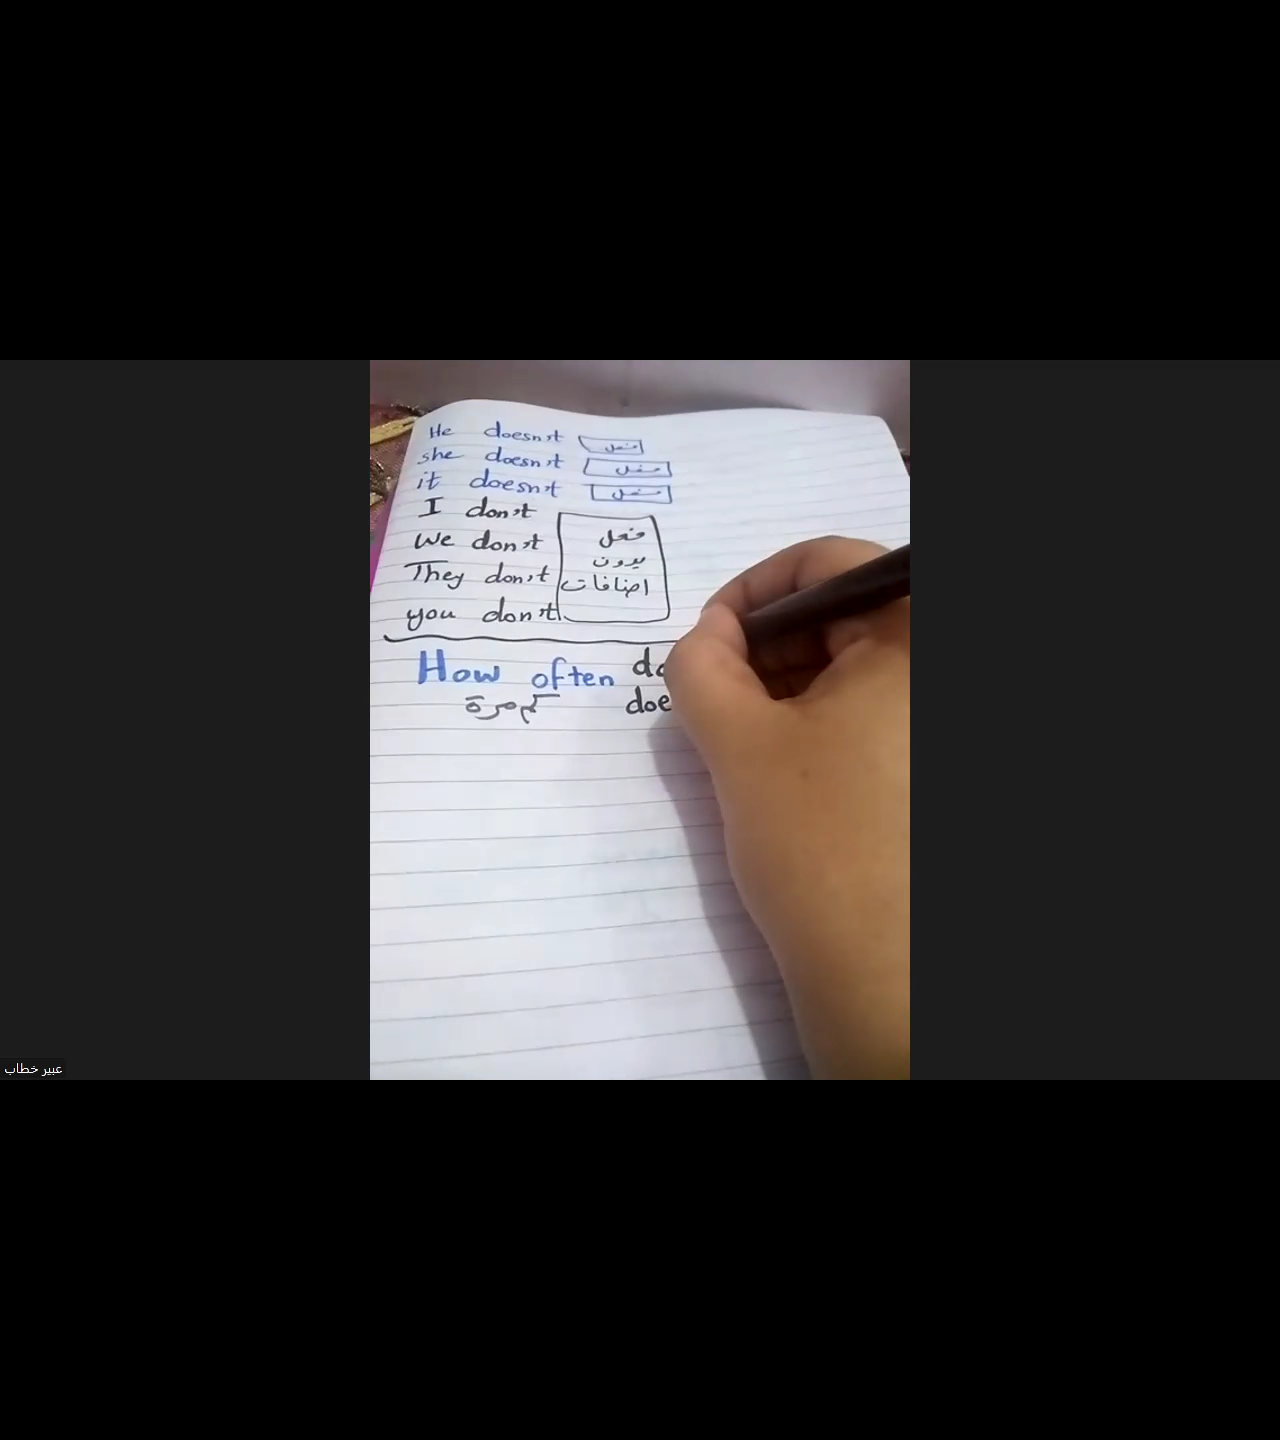 He doesn't فعل
she doesn't فعل
it doesn't فعل
I don't
we don't فعل
They don't بدون
you don't اضافات
How often do
كم مرة doe
عبير خطاب